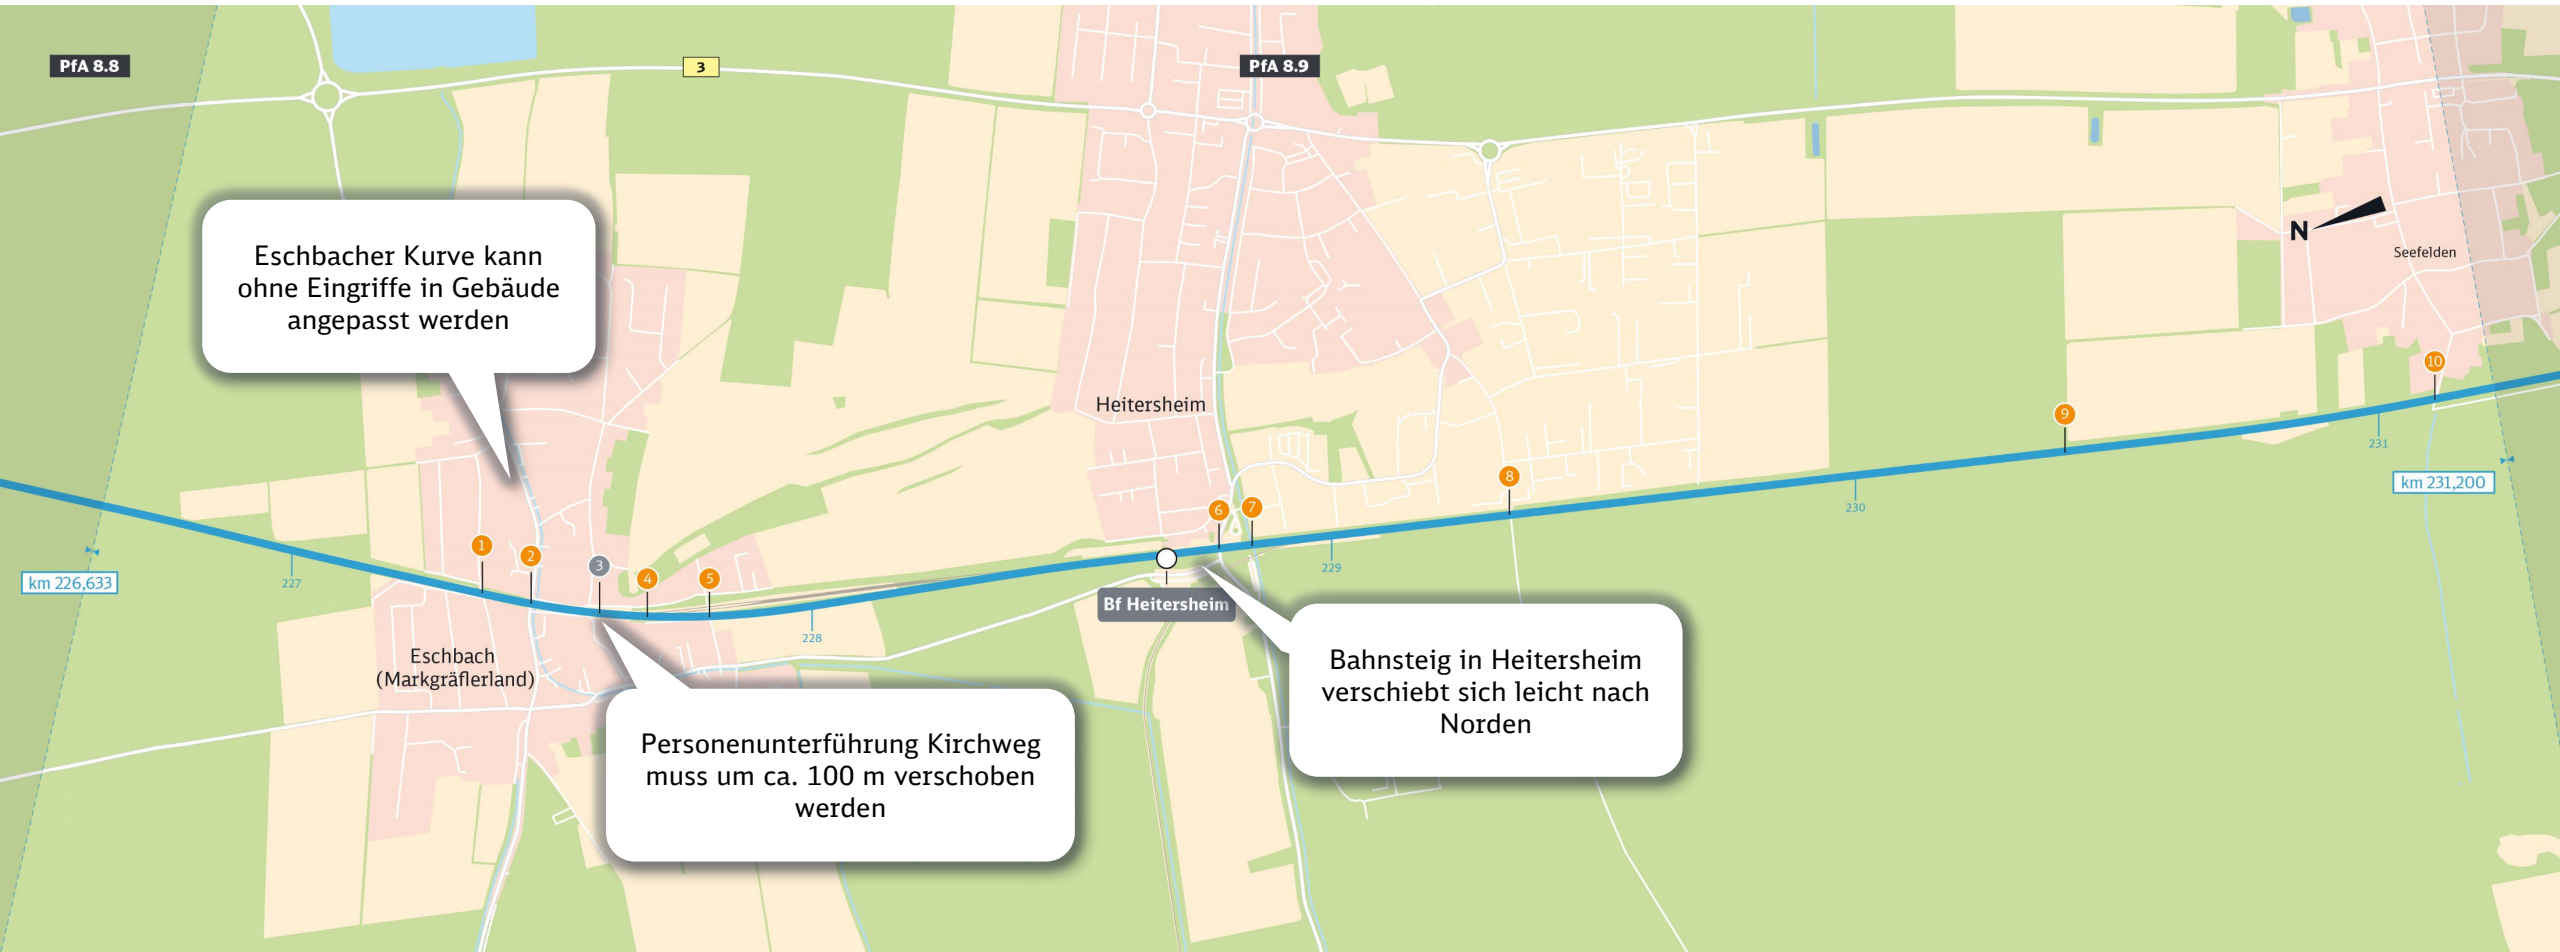 PfA 8.8
3
PfA 8.9
Eschbacher Kurve kann
ohne Eingriffe in Gebäude
angepasst werden
N
Seefelden
Heitersheim
10
9
231
km 231,200
8
230
6
7
1
2
3
4
5
227
km 226,633
229
Bf Heitersheim
228
Eschbach
(Markgräflerland)
Bahnsteig in Heitersheim
verschiebt sich leicht nach
Norden
Personenunterführung Kirchweg
muss um ca. 100 m verschoben
werden